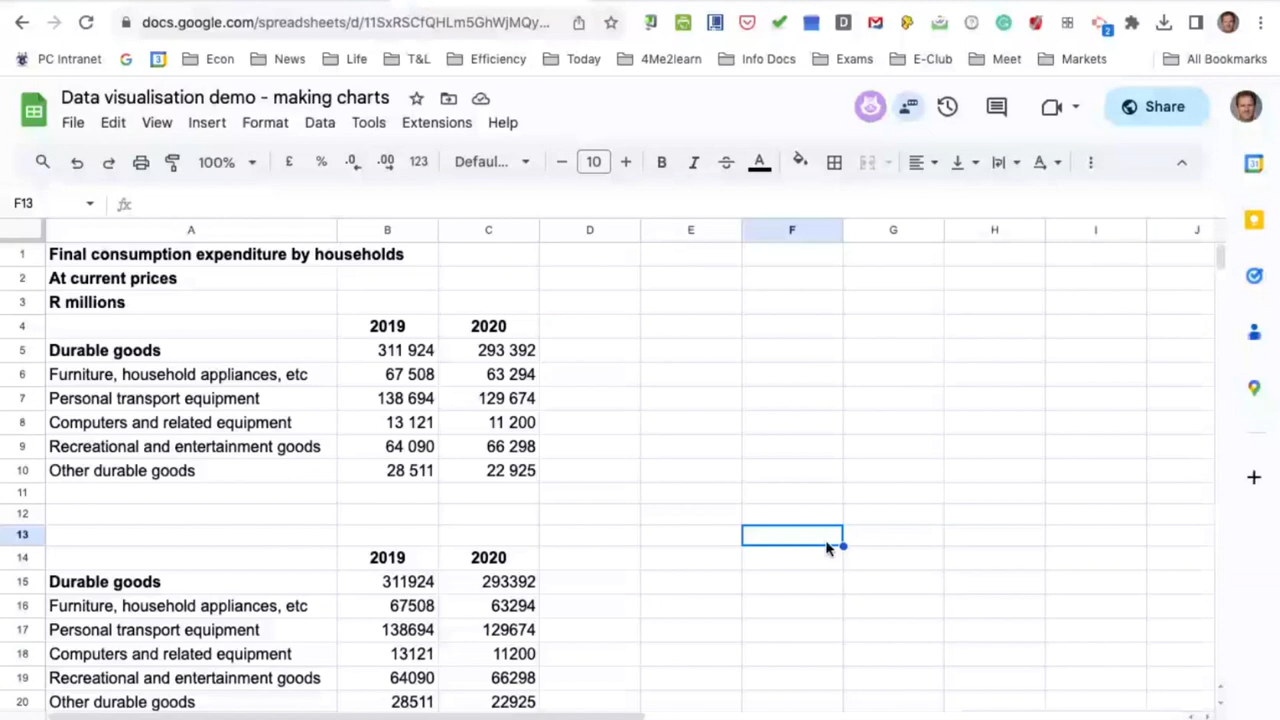 docs.google.com/spreadsheets/d/11SxRSCfQHLm5GhWjMQy...
2
PC Intranet G 3 Econ News Life T&L Efficiency Today 4Me2learn Info Docs Exams E-Club Meet Markets All Bookmarks
Data visualisation demo - making charts
Share
File Edit View Insert Format Data Tools Extensions Help
100% £ % .0 .00 123 Defaul... 10 B I S A
F13 fx
A B C D E F G H I J
1 Final consumption expenditure by households
2 At current prices
3 R millions
4 2019 2020
5 Durable goods 311 924 293 392
6 Furniture, household appliances, etc 67 508 63 294
7 Personal transport equipment 138 694 129 674
8 Computers and related equipment 13 121 11 200
9 Recreational and entertainment goods 64 090 66 298
10 Other durable goods 28 511 22 925
11
12
13
14 2019 2020
15 Durable goods 311924 293392
16 Furniture, household appliances, etc 67508 63294
17 Personal transport equipment 138694 129674
18 Computers and related equipment 13121 11200
19 Recreational and entertainment goods 64090 66298
20 Other durable goods 28511 22925